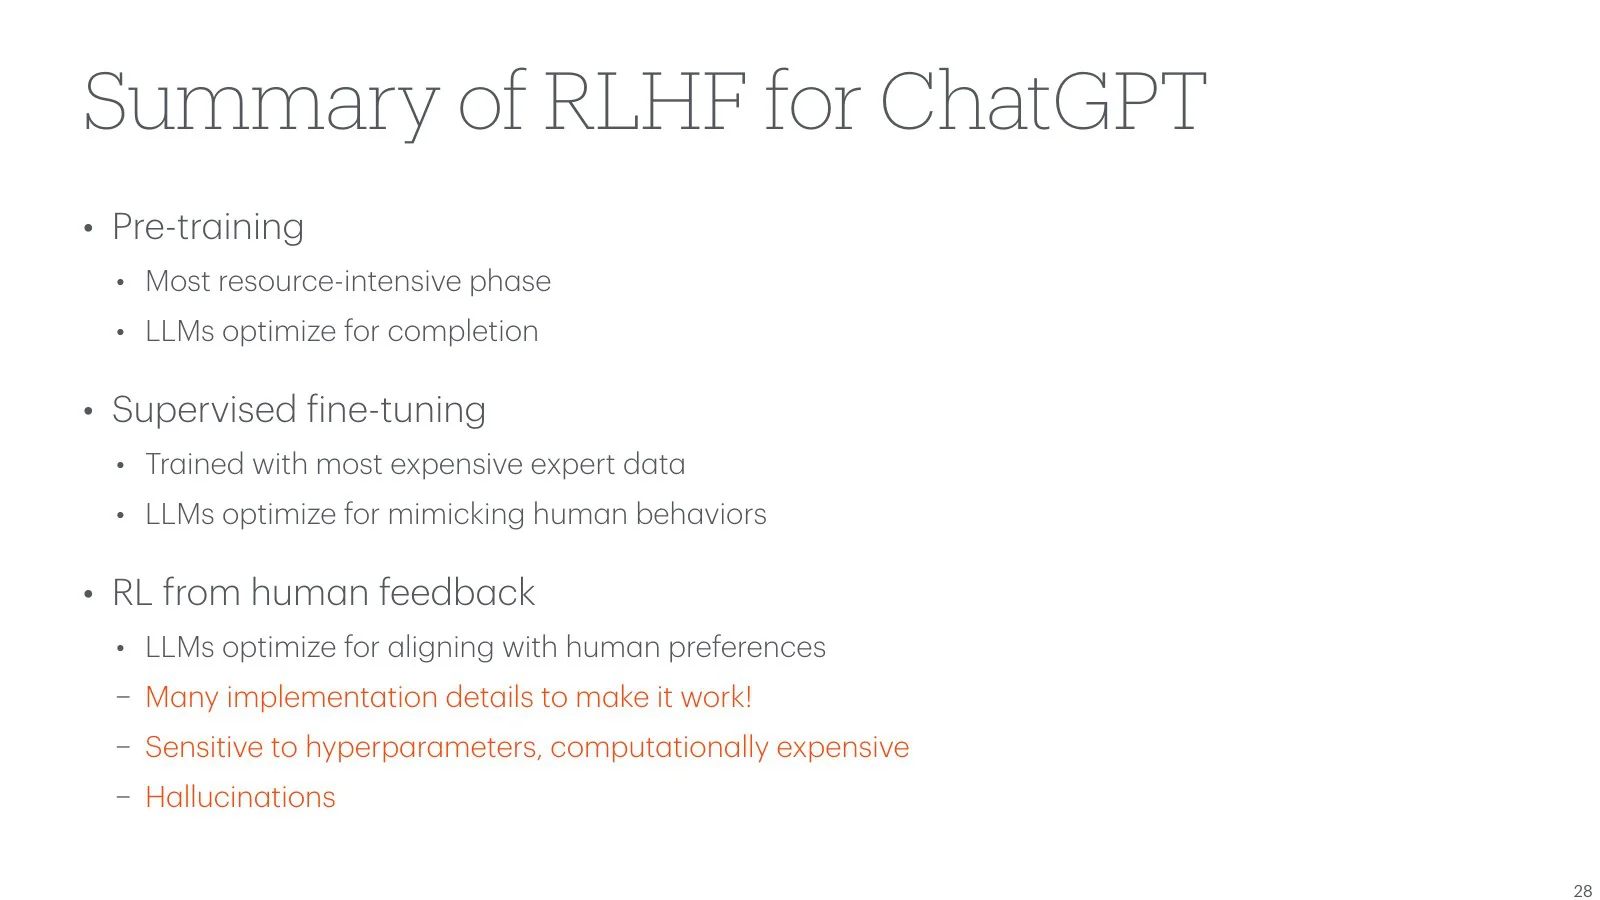 Summary of RLHF for ChatGPT
• Pre-training
• Most resource-intensive phase
• LLMs optimize for completion
• Supervised fine-tuning
• Trained with most expensive expert data
• LLMs optimize for mimicking human behaviors
• RL from human feedback
• LLMs optimize for aligning with human preferences
– Many implementation details to make it work!
– Sensitive to hyperparameters, computationally expensive
– Hallucinations
28